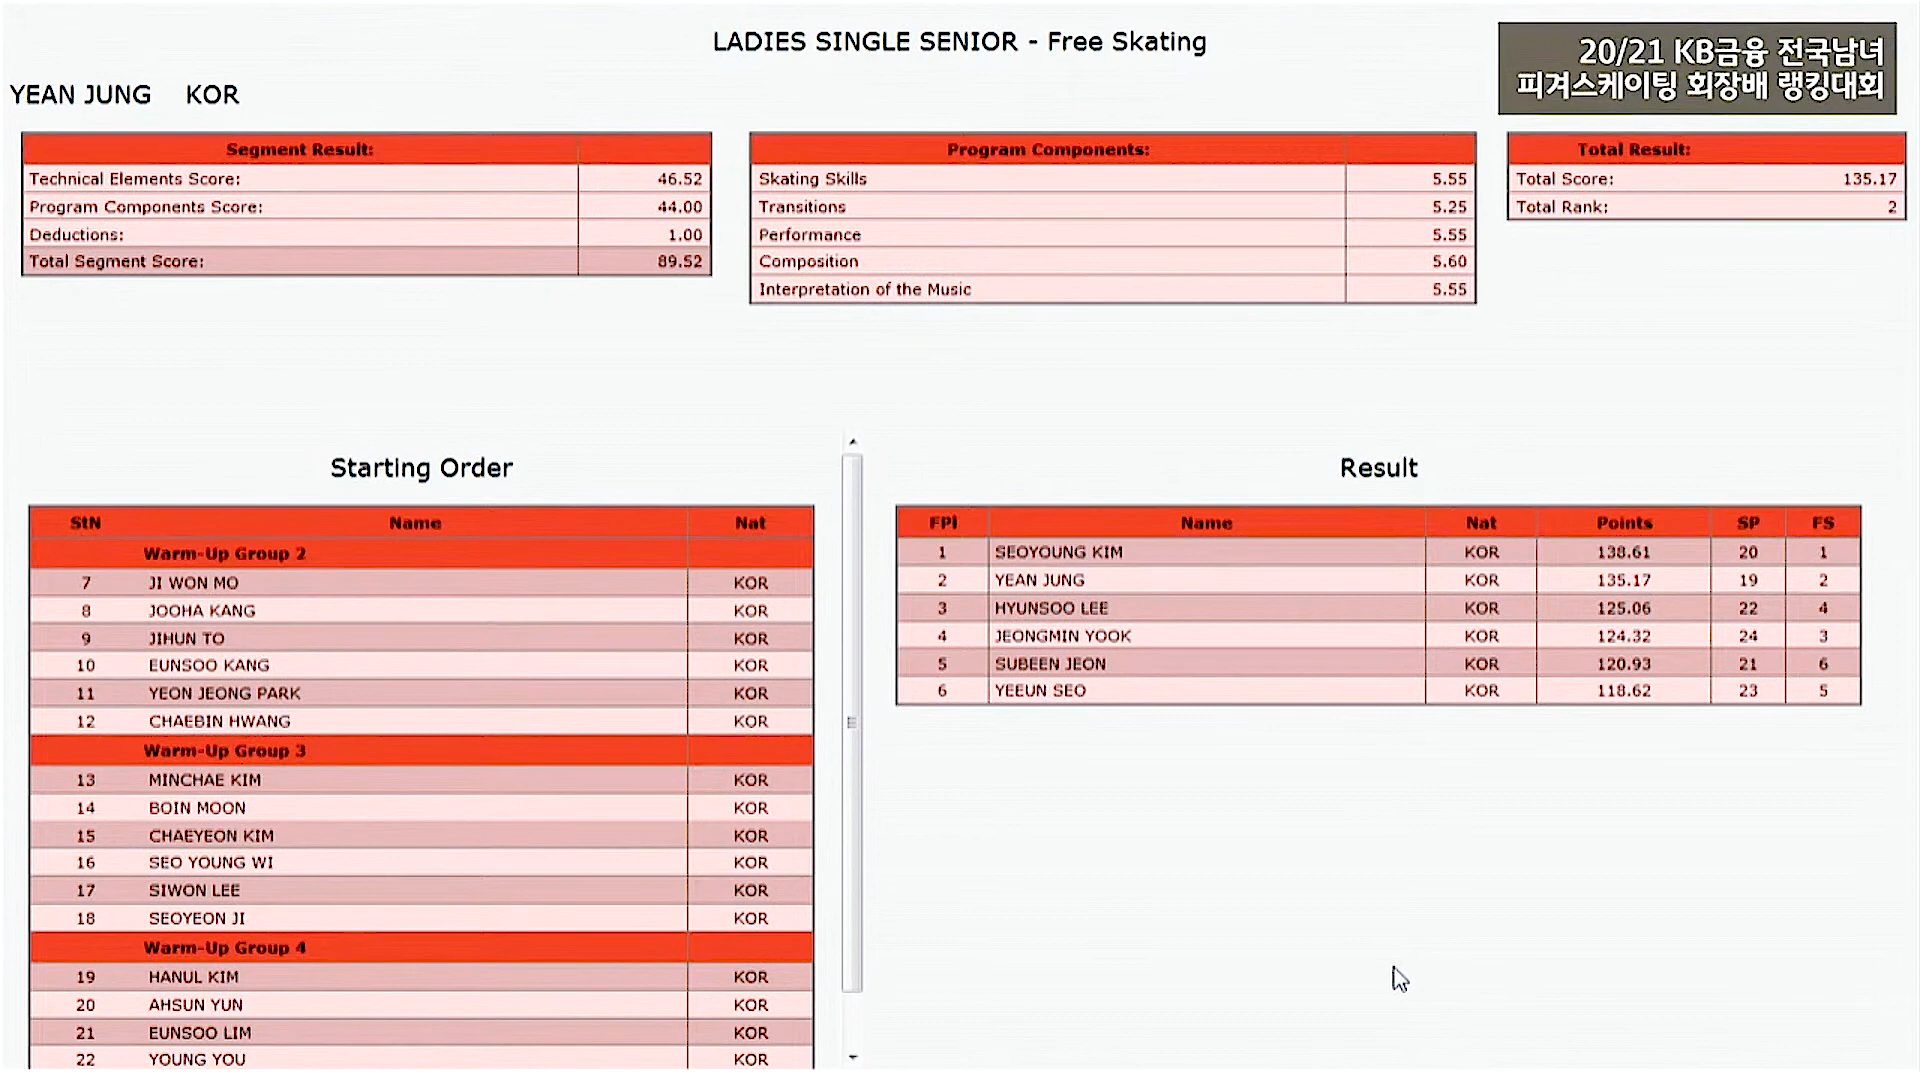 LADIES SINGLE SENIOR - Free Skating
20/21 KB금융 전국남녀
피겨스케이팅 회장배 랭킹대회
YEAN JUNG KOR
Segment Result:
Technical Elements Score: 46.52
Program Components Score: 44.00
Deductions: 1.00
Total Segment Score: 89.52
Program Components:
Skating Skills 5.55
Transitions 5.25
Performance 5.55
Composition 5.60
Interpretation of the Music 5.55
Total Result:
Total Score: 135.17
Total Rank: 2
Starting Order
StN Name Nat
Warm-Up Group 2
7 JI WON MO KOR
8 JOOHA KANG KOR
9 JIHUN TO KOR
10 EUNSOO KANG KOR
11 YEON JEONG PARK KOR
12 CHAEBIN HWANG KOR
Warm-Up Group 3
13 MINCHAE KIM KOR
14 BOIN MOON KOR
15 CHAEYEON KIM KOR
16 SEO YOUNG WI KOR
17 SIWON LEE KOR
18 SEOYEON JI KOR
Warm-Up Group 4
19 HANUL KIM KOR
20 AHSUN YUN KOR
21 EUNSOO LIM KOR
22 YOUNG YOU KOR
Result
FPl Name Nat Points SP FS
1 SEOYOUNG KIM KOR 138.61 20 1
2 YEAN JUNG KOR 135.17 19 2
3 HYUNSOO LEE KOR 125.06 22 4
4 JEONGMIN YOOK KOR 124.32 24 3
5 SUBEEN JEON KOR 120.93 21 6
6 YEEUN SEO KOR 118.62 23 5